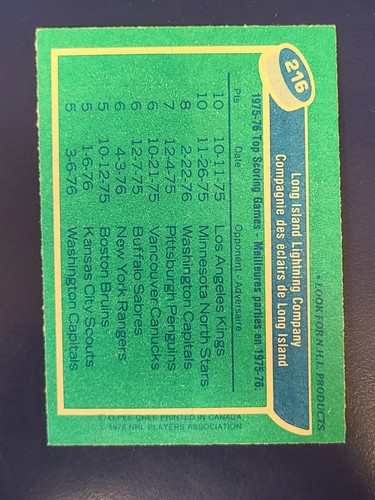 * LOOK FOR N.H.L. PRODUCTS
216
Long Island Lightning Company
Compagnie des éclairs de Long Island
1975-76 Top Scoring Games - Meilleures parties en 1975-76.
Pts Date Opponent - Adversaire
10 10-11-75 Los Angeles Kings
10 11-26-75 Minnesota North Stars
8 2-22-76 Washington Capitals
7 12-4-75 Pittsburgh Penguins
6 10-21-75 Vancouver Canucks
6 12-7-75 Buffalo Sabres
6 4-3-76 New York Rangers
5 10-12-75 Boston Bruins
5 1-6-76 Kansas City Scouts
5 3-6-76 Washington Capitals
O-PEE-CHEE PRINTED IN CANADA
© 1976 NHL PLAYERS ASSOCIATION